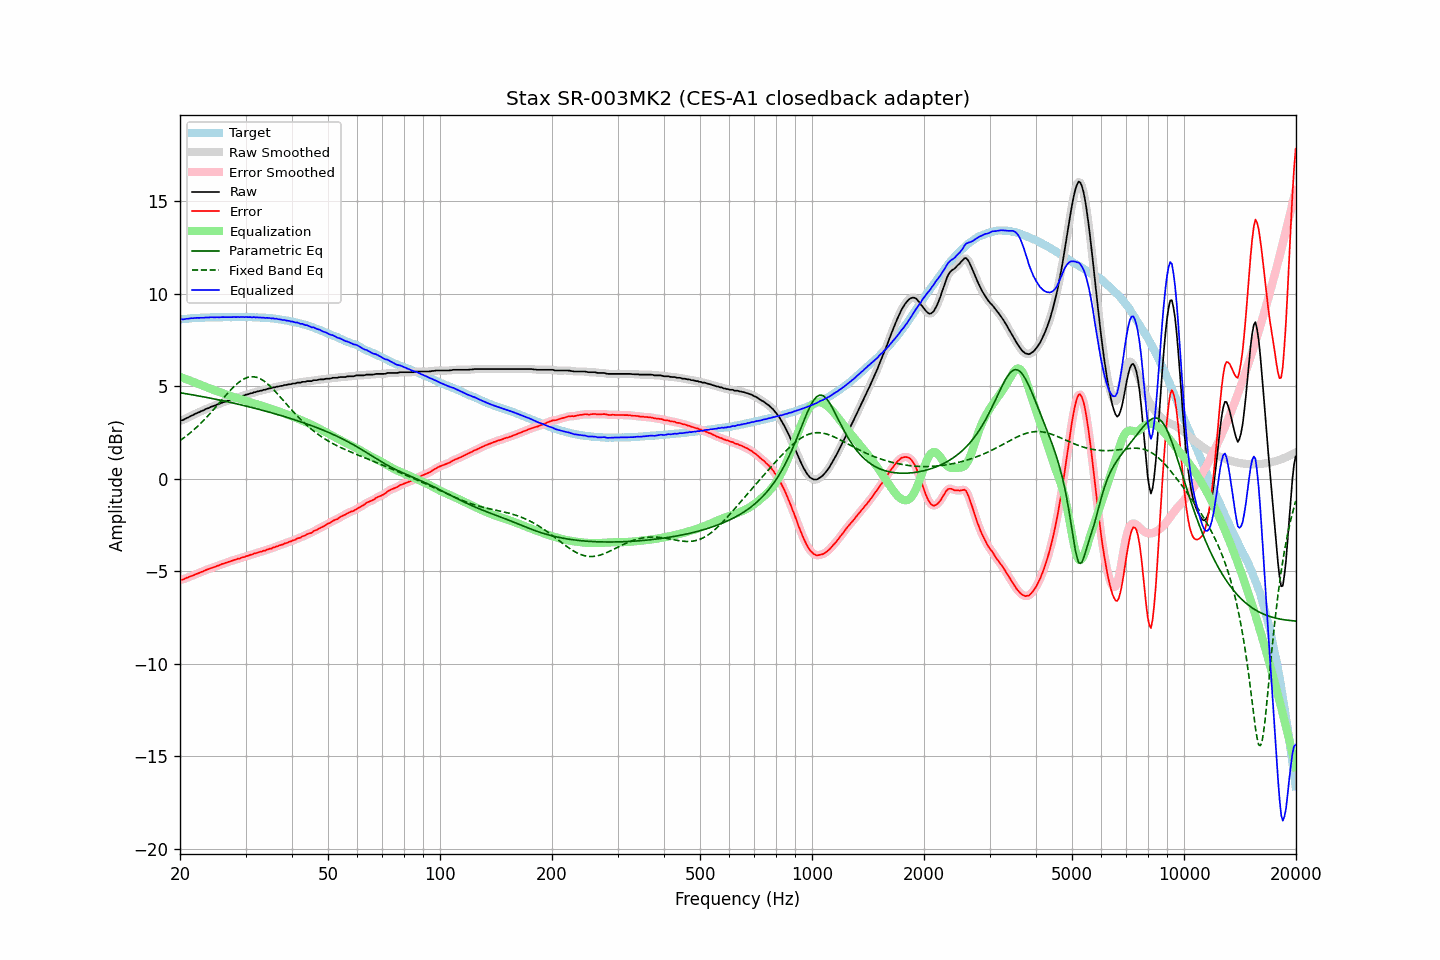 Stax SR-003MK2 (CES-A1 closedback adapter)
Target
Raw Smoothed
Error Smoothed
Raw
Error
Equalization
Parametric Eq
Fixed Band Eq
Equalized
Amplitude (dBr)
15
10
5
0
−5
−10
−15
−20
20 50 100 200 500 1000 2000 5000 10000 20000
Frequency (Hz)